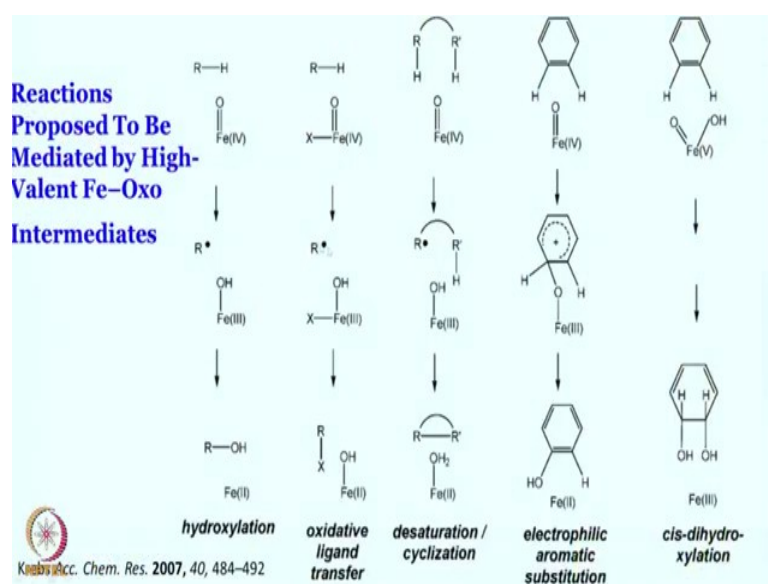 Reactions
Proposed To Be
Mediated by High-
Valent Fe–Oxo
Intermediates
R—H
O
Fe(IV)
R•
OH
Fe(III)
R—OH
Fe(II)
hydroxylation
R—H
O
X—Fe(IV)
R•
OH
X—Fe(III)
R
X
OH
Fe(II)
oxidative
ligand
transfer
R R'
H H
O
Fe(IV)
R• R'
H
OH
Fe(III)
R—R'
OH2
Fe(II)
desaturation /
cyclization
H H
O
Fe(IV)
+
H O H
Fe(III)
HO H
Fe(II)
electrophilic
aromatic
substitution
H H
O OH
Fe(V)
H H
OH OH
Fe(III)
cis-dihydro-
xylation
Acc. Chem. Res. 2007, 40, 484–492